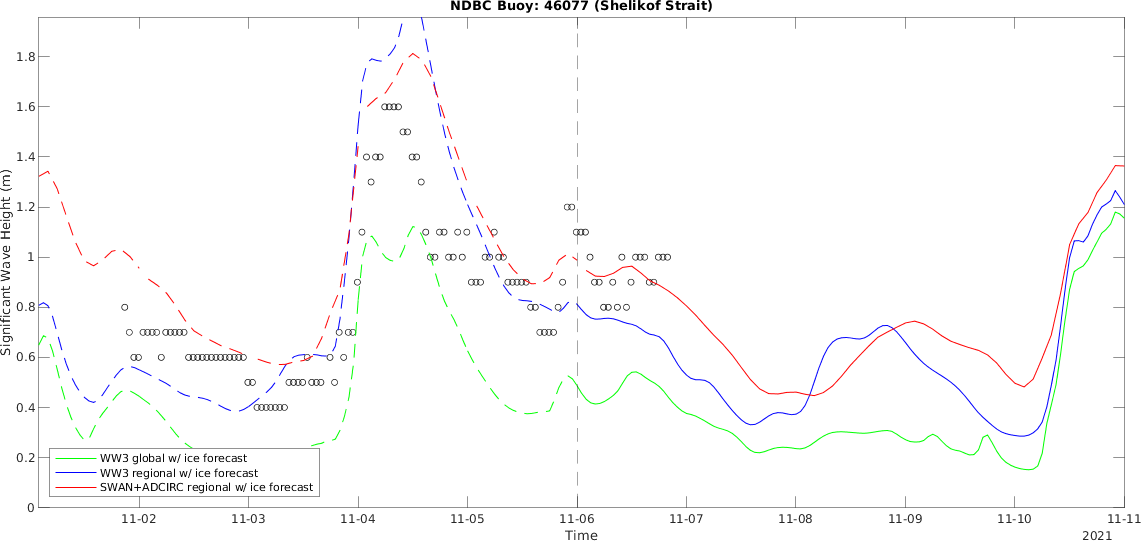 NDBC Buoy: 46077 (Shelikof Strait)
1.8
1.6
1.4
1.2
1
0.8
0.6
0.4
0.2
0
Significant Wave Height (m)
WW3 global w/ ice forecast
WW3 regional w/ ice forecast
SWAN+ADCIRC regional w/ ice forecast
11-02 11-03 11-04 11-05 11-06 11-07 11-08 11-09 11-10 11-11
Time
2021